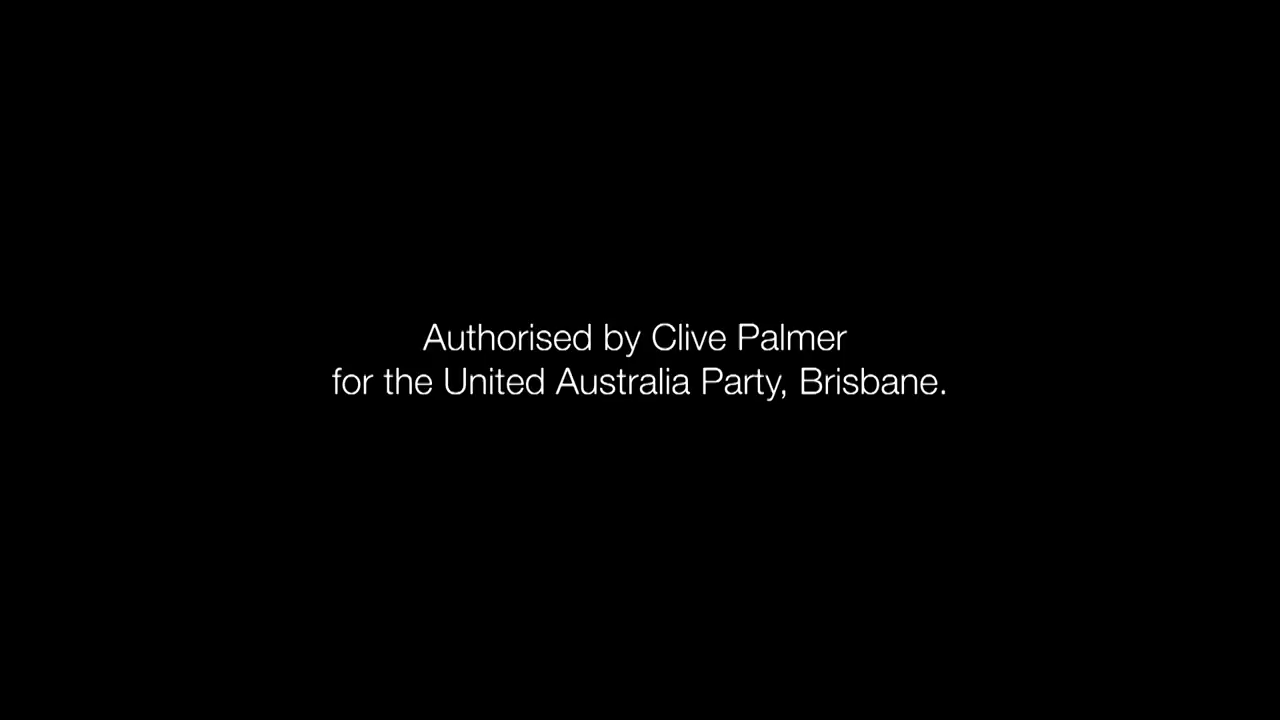 Authorised by Clive Palmer
for the United Australia Party, Brisbane.